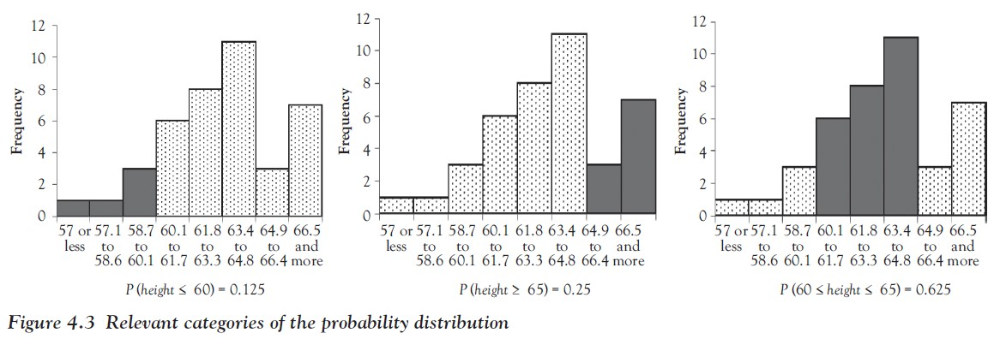 Frequency
12
10
8
6
4
2
0
57 or 57.1 58.7 60.1 61.8 63.4 64.9 66.5
less to to to to to to and
58.6 60.1 61.7 63.3 64.8 66.4 more
P (height ≤ 60) = 0.125
Frequency
12
10
8
6
4
2
0
57 or 57.1 58.7 60.1 61.8 63.4 64.9 66.5
less to to to to to to and
58.6 60.1 61.7 63.3 64.8 66.4 more
P (height ≥ 65) = 0.25
Frequency
12
10
8
6
4
2
0
57 or 57.1 58.7 60.1 61.8 63.4 64.9 66.5
less to to to to to to and
58.6 60.1 61.7 63.3 64.8 66.4 more
P (60 ≤ height ≤ 65) = 0.625
Figure 4.3 Relevant categories of the probability distribution